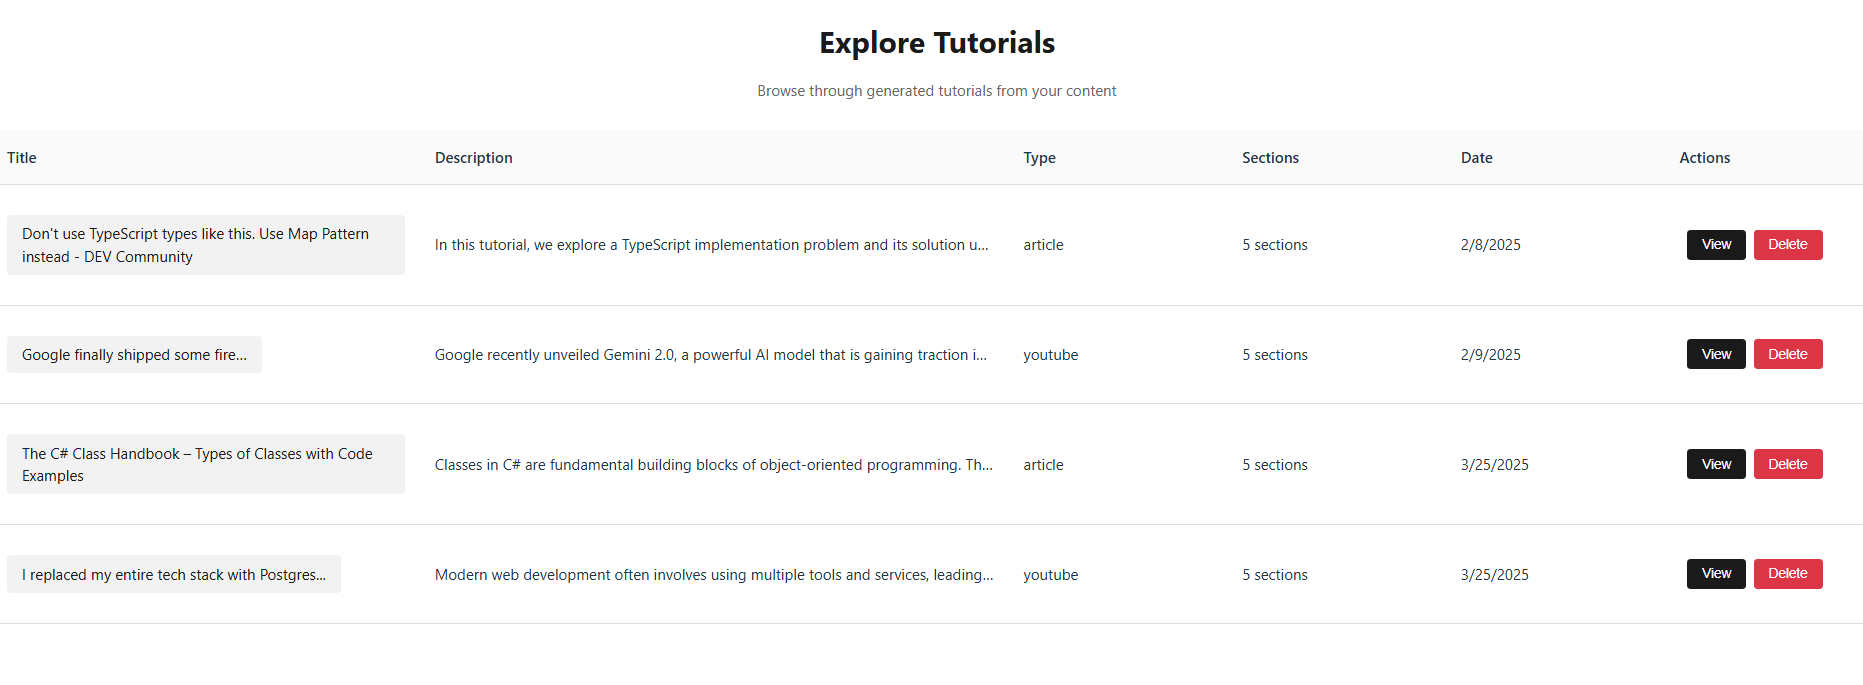 Explore Tutorials
Browse through generated tutorials from your content
Title Description Type Sections Date Actions
Don't use TypeScript types like this. Use Map Pattern
instead - DEV Community
In this tutorial, we explore a TypeScript implementation problem and its solution u... article 5 sections 2/8/2025 View Delete
Google finally shipped some fire... Google recently unveiled Gemini 2.0, a powerful AI model that is gaining traction i... youtube 5 sections 2/9/2025 View Delete
The C# Class Handbook – Types of Classes with Code
Examples
Classes in C# are fundamental building blocks of object-oriented programming. Th... article 5 sections 3/25/2025 View Delete
I replaced my entire tech stack with Postgres... Modern web development often involves using multiple tools and services, leading... youtube 5 sections 3/25/2025 View Delete